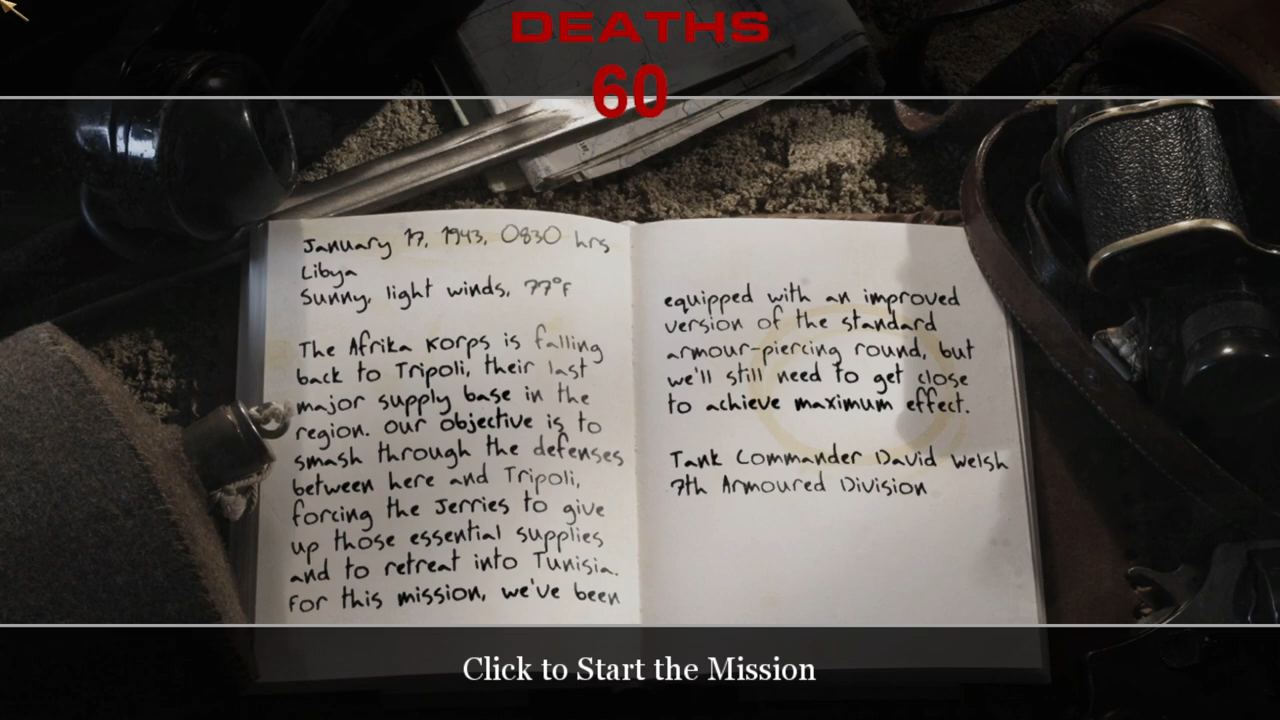 DEATHS
60
January 17, 1943, 0830 hrs
Libya
Sunny, light winds, 77°F
The Afrika Korps is falling
back to Tripoli, their last
major supply base in the
region. Our objective is to
smash through the defenses
between here and Tripoli,
forcing the Jerries to give
up those essential supplies
and to retreat into Tunisia.
For this mission, we've been
equipped with an improved
version of the standard
armour-piercing round, but
we'll still need to get close
to achieve maximum effect.
Tank Commander David Welsh
7th Armoured Division
Click to Start the Mission